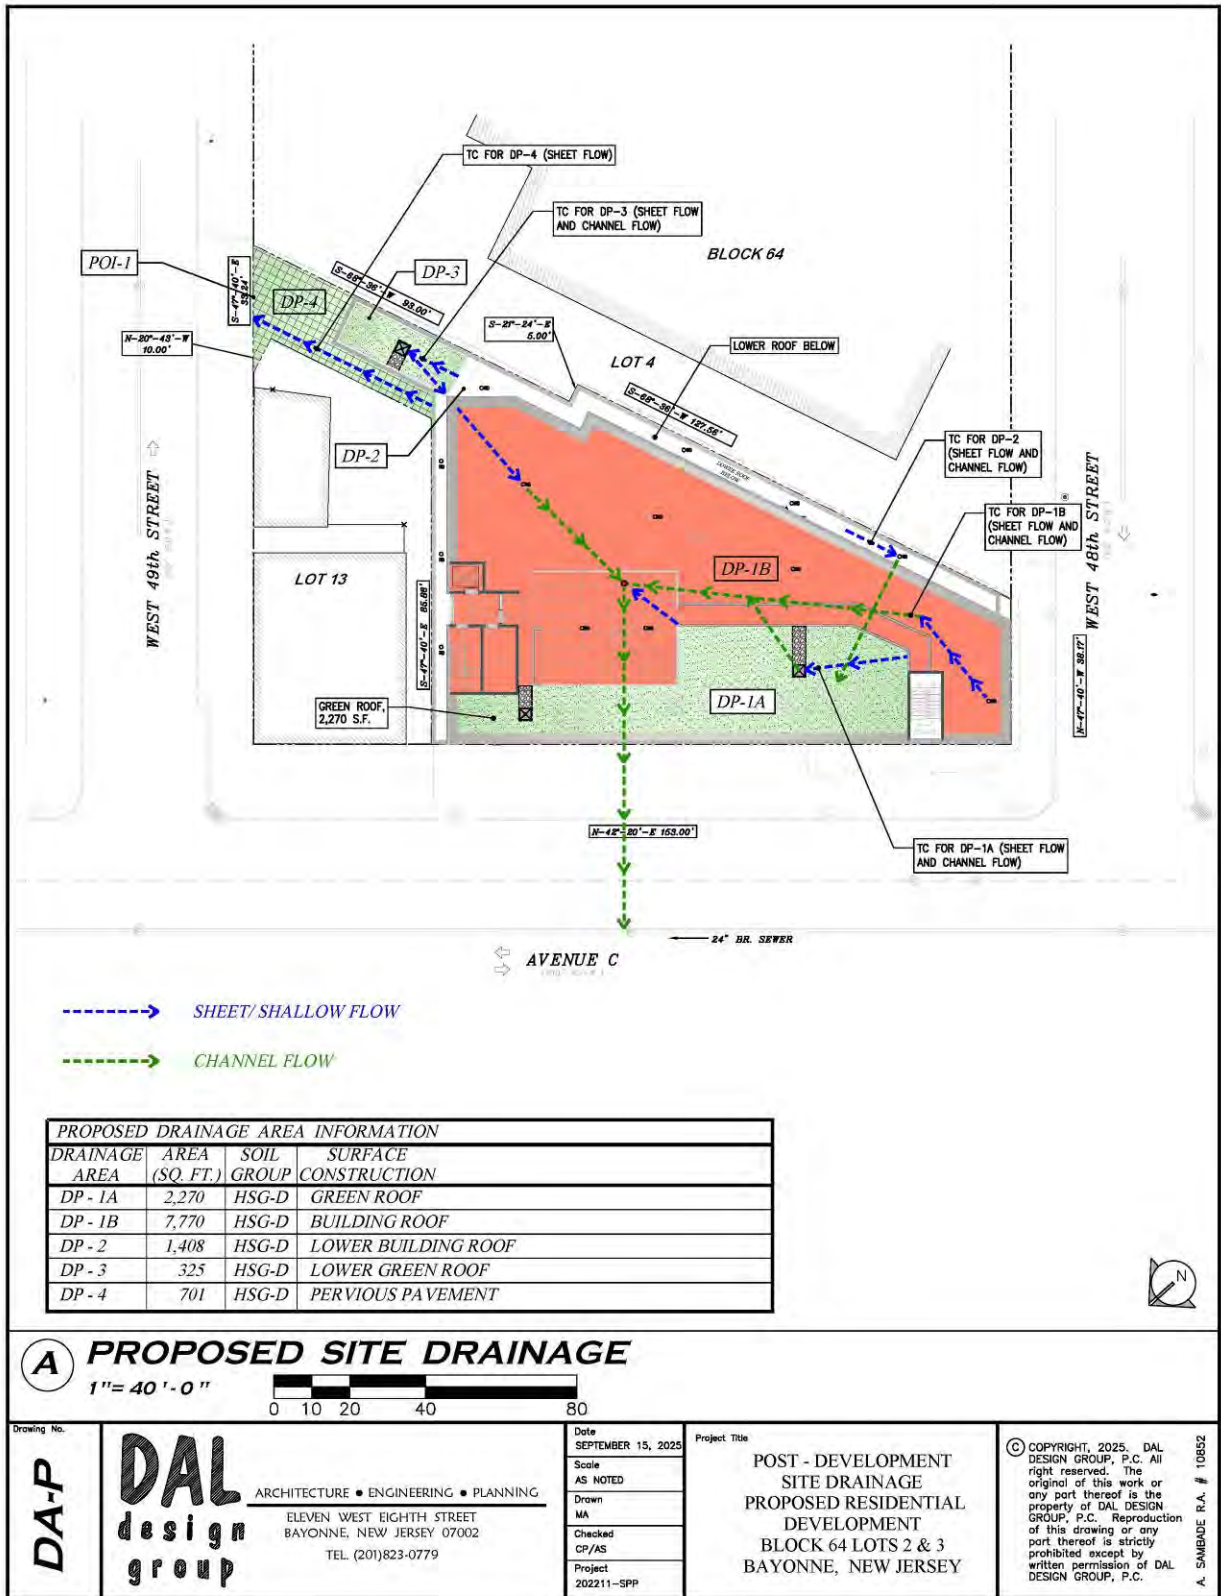 TC FOR DP-4 (SHEET FLOW)
TC FOR DP-3 (SHEET FLOW
AND CHANNEL FLOW)
BLOCK 64
POI-1
S-47°-40'-E
33.24'
DP-4
S-68°-36'-W 93.00'
DP-3
N-20°-43'-W
10.00'
S-21°-24'-E
5.00'
LOT 4
LOWER ROOF BELOW
S-68°-36'-W 127.56'
DP-2
LOWER ROOF
BELOW
TC FOR DP-2
(SHEET FLOW AND
CHANNEL FLOW)
TC FOR DP-1B
(SHEET FLOW AND
CHANNEL FLOW)
WEST 49th STREET
WEST 48th STREET
LOT 13
DP-1B
S-47°-40'-E 85.88'
N-47°-40'-W 38.17'
GREEN ROOF,
2,270 S.F.
DP-1A
N-42°-20'-E 153.00'
TC FOR DP-1A (SHEET FLOW
AND CHANNEL FLOW)
24" BR. SEWER
AVENUE C
SHEET/ SHALLOW FLOW
CHANNEL FLOW
PROPOSED DRAINAGE AREA INFORMATION
DRAINAGE AREA SOIL SURFACE
AREA (SQ. FT.) GROUP CONSTRUCTION
DP - 1A 2,270 HSG-D GREEN ROOF
DP - 1B 7,770 HSG-D BUILDING ROOF
DP - 2 1,408 HSG-D LOWER BUILDING ROOF
DP - 3 325 HSG-D LOWER GREEN ROOF
DP - 4 701 HSG-D PERVIOUS PAVEMENT
N
A PROPOSED SITE DRAINAGE
1"= 40 '- 0 "
0 10 20 40 80
Drawing No.
DA-P
DAL
design
group
ARCHITECTURE ● ENGINEERING ● PLANNING
ELEVEN WEST EIGHTH STREET
BAYONNE, NEW JERSEY 07002
TEL. (201)823-0779
Date
SEPTEMBER 15, 2025
Scale
AS NOTED
Drawn
MA
Checked
CP/AS
Project
202211-SPP
Project Title
POST - DEVELOPMENT
SITE DRAINAGE
PROPOSED RESIDENTIAL
DEVELOPMENT
BLOCK 64 LOTS 2 & 3
BAYONNE, NEW JERSEY
© COPYRIGHT, 2025. DAL
DESIGN GROUP, P.C. All
right reserved. The
original of this work or
any part thereof is the
property of DAL DESIGN
GROUP, P.C. Reproduction
of this drawing or any
part thereof is strictly
prohibited except by
written permission of DAL
DESIGN GROUP, P.C.
A. SAMBADE R.A. # 10852